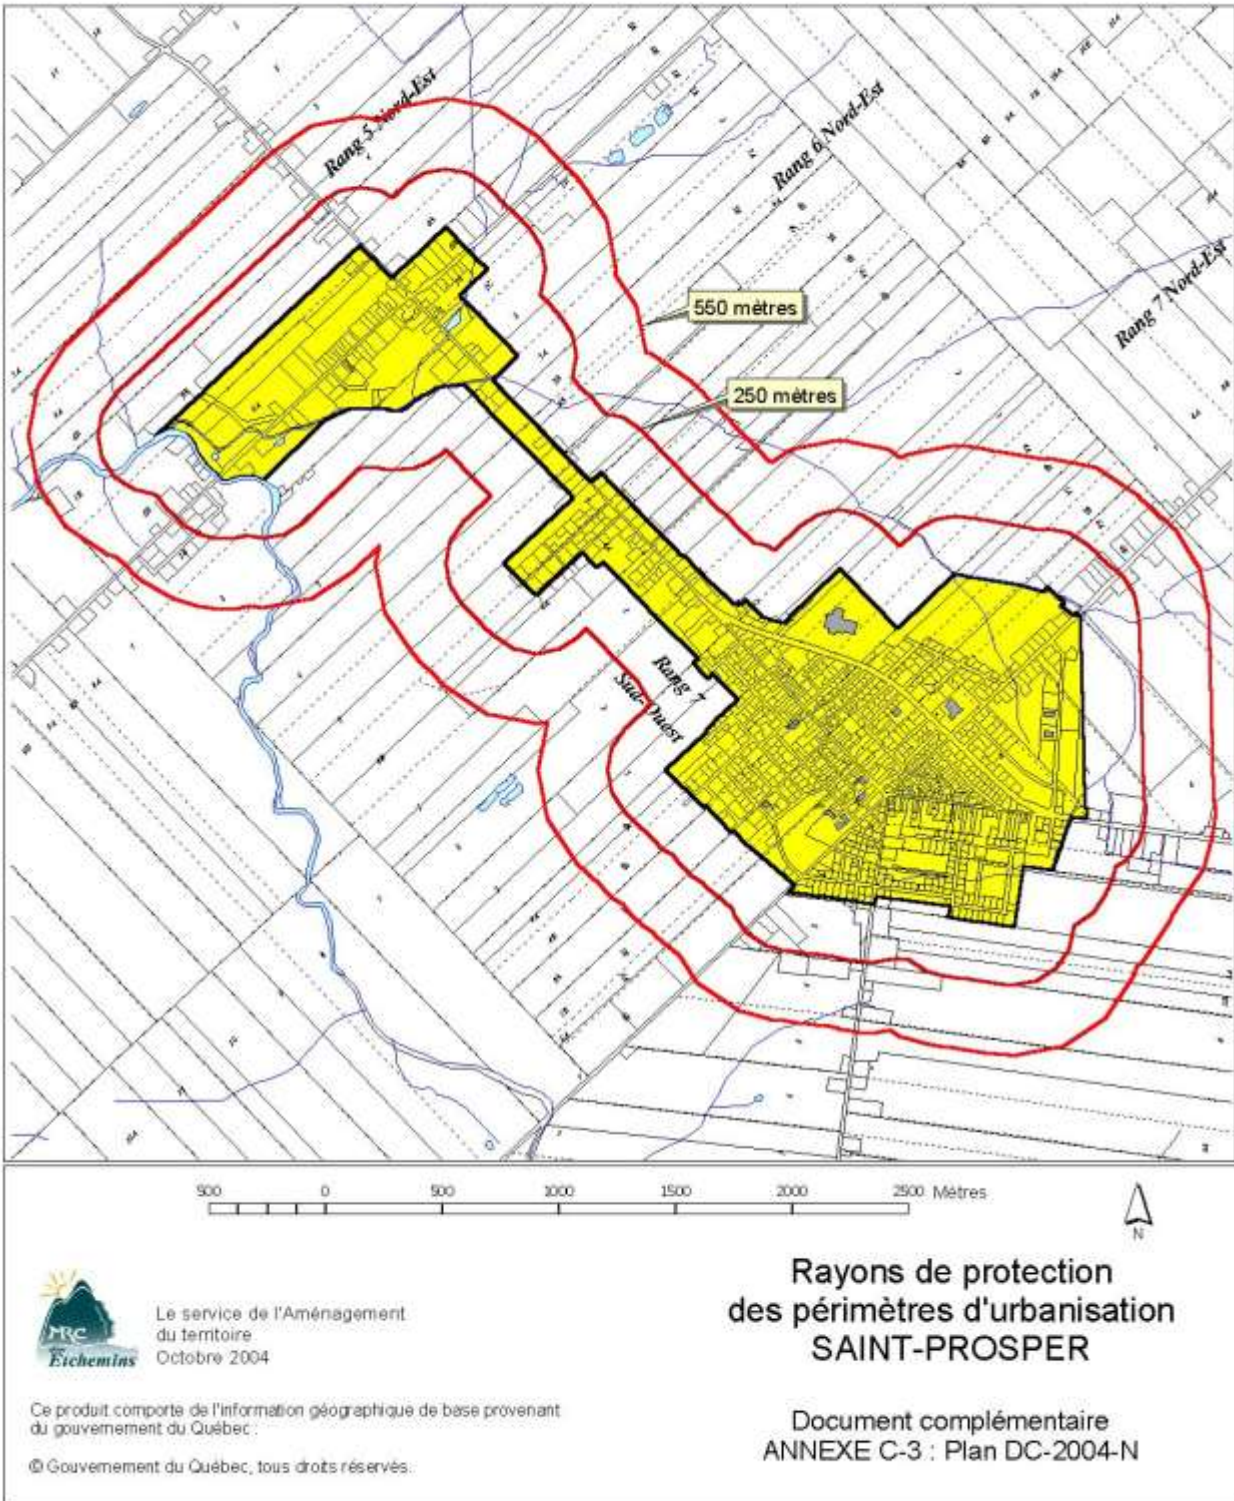 Rang 5 Nord-Est
Rang 6 Nord-Est
Rang 7 Nord-Est
550 mètres
250 mètres
Rang 7
Sud-Ouest
500 0 500 1000 1500 2000 2500 Mètres
N
MRC
Etchemins
Le service de l'Aménagement
du territoire
Octobre 2004
Rayons de protection
des périmètres d'urbanisation
SAINT-PROSPER
Ce produit comporte de l'information géographique de base provenant
du gouvernement du Québec :
© Gouvernement du Québec, tous droits réservés.
Document complémentaire
ANNEXE C-3 : Plan DC-2004-N